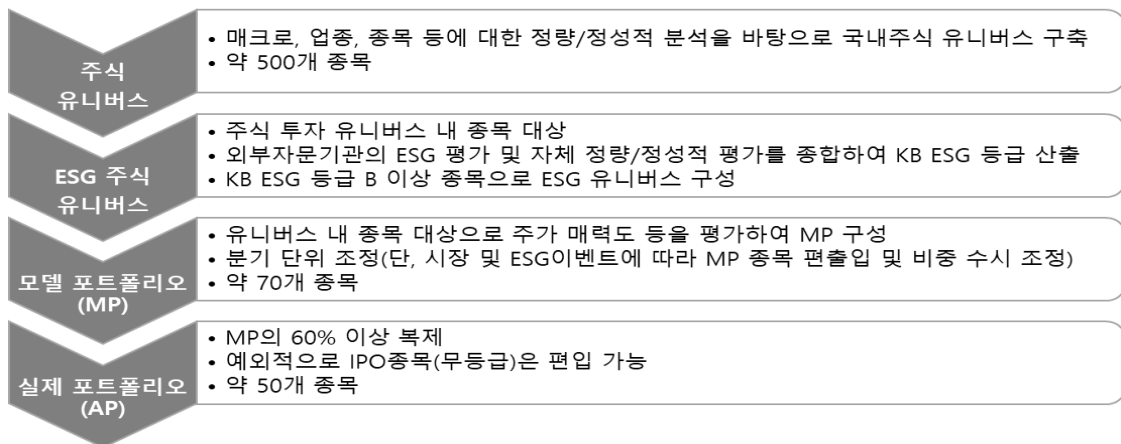 주식
유니버스
• 매크로, 업종, 종목 등에 대한 정량/정성적 분석을 바탕으로 국내주식 유니버스 구축
• 약 500개 종목
ESG 주식
유니버스
• 주식 투자 유니버스 내 종목 대상
• 외부자문기관의 ESG 평가 및 자체 정량/정성적 평가를 종합하여 KB ESG 등급 산출
• KB ESG 등급 B 이상 종목으로 ESG 유니버스 구성
모델 포트폴리오
(MP)
• 유니버스 내 종목 대상으로 주가 매력도 등을 평가하여 MP 구성
• 분기 단위 조정(단, 시장 및 ESG이벤트에 따라 MP 종목 편출입 및 비중 수시 조정)
• 약 70개 종목
실제 포트폴리오
(AP)
• MP의 60% 이상 복제
• 예외적으로 IPO종목(무등급)은 편입 가능
• 약 50개 종목